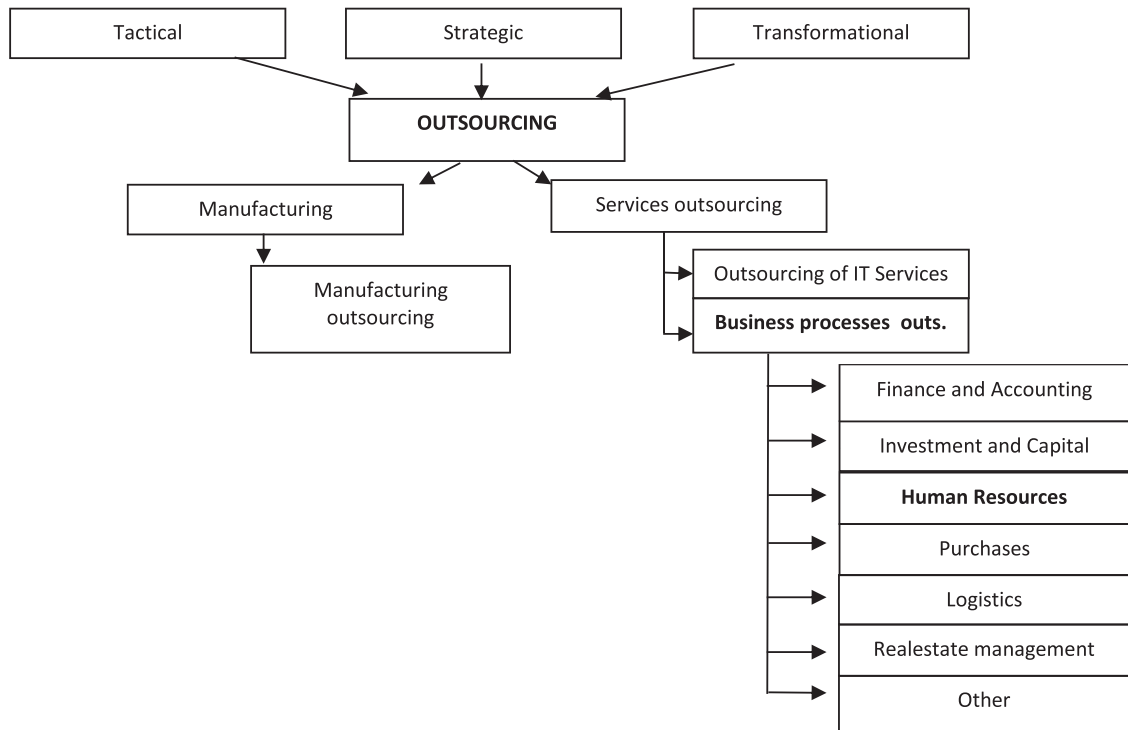 Tactical
Strategic
Transformational
OUTSOURCING
Manufacturing
Services outsourcing
Manufacturing
outsourcing
Outsourcing of IT Services
Business processes outs.
Finance and Accounting
Investment and Capital
Human Resources
Purchases
Logistics
Realestate management
Other